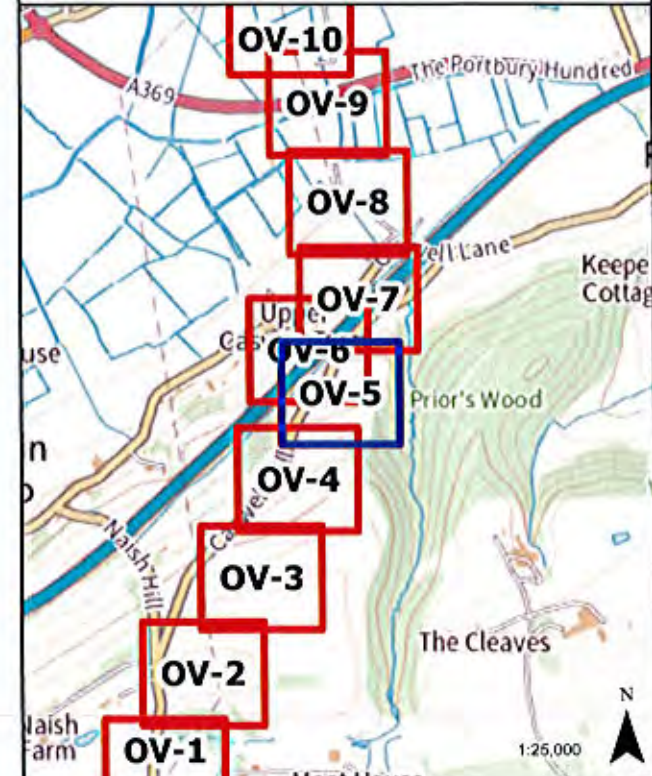 OV-10
The Portbury Hundred
A369
OV-9
OV-8
OV-7
Keepe
Cottag
Upper
use
OV-6
OV-5
Prior's Wood
OV-4
n
Naish Hill
OV-3
The Cleaves
OV-2
Naish
Farm
OV-1
N
1:25,000